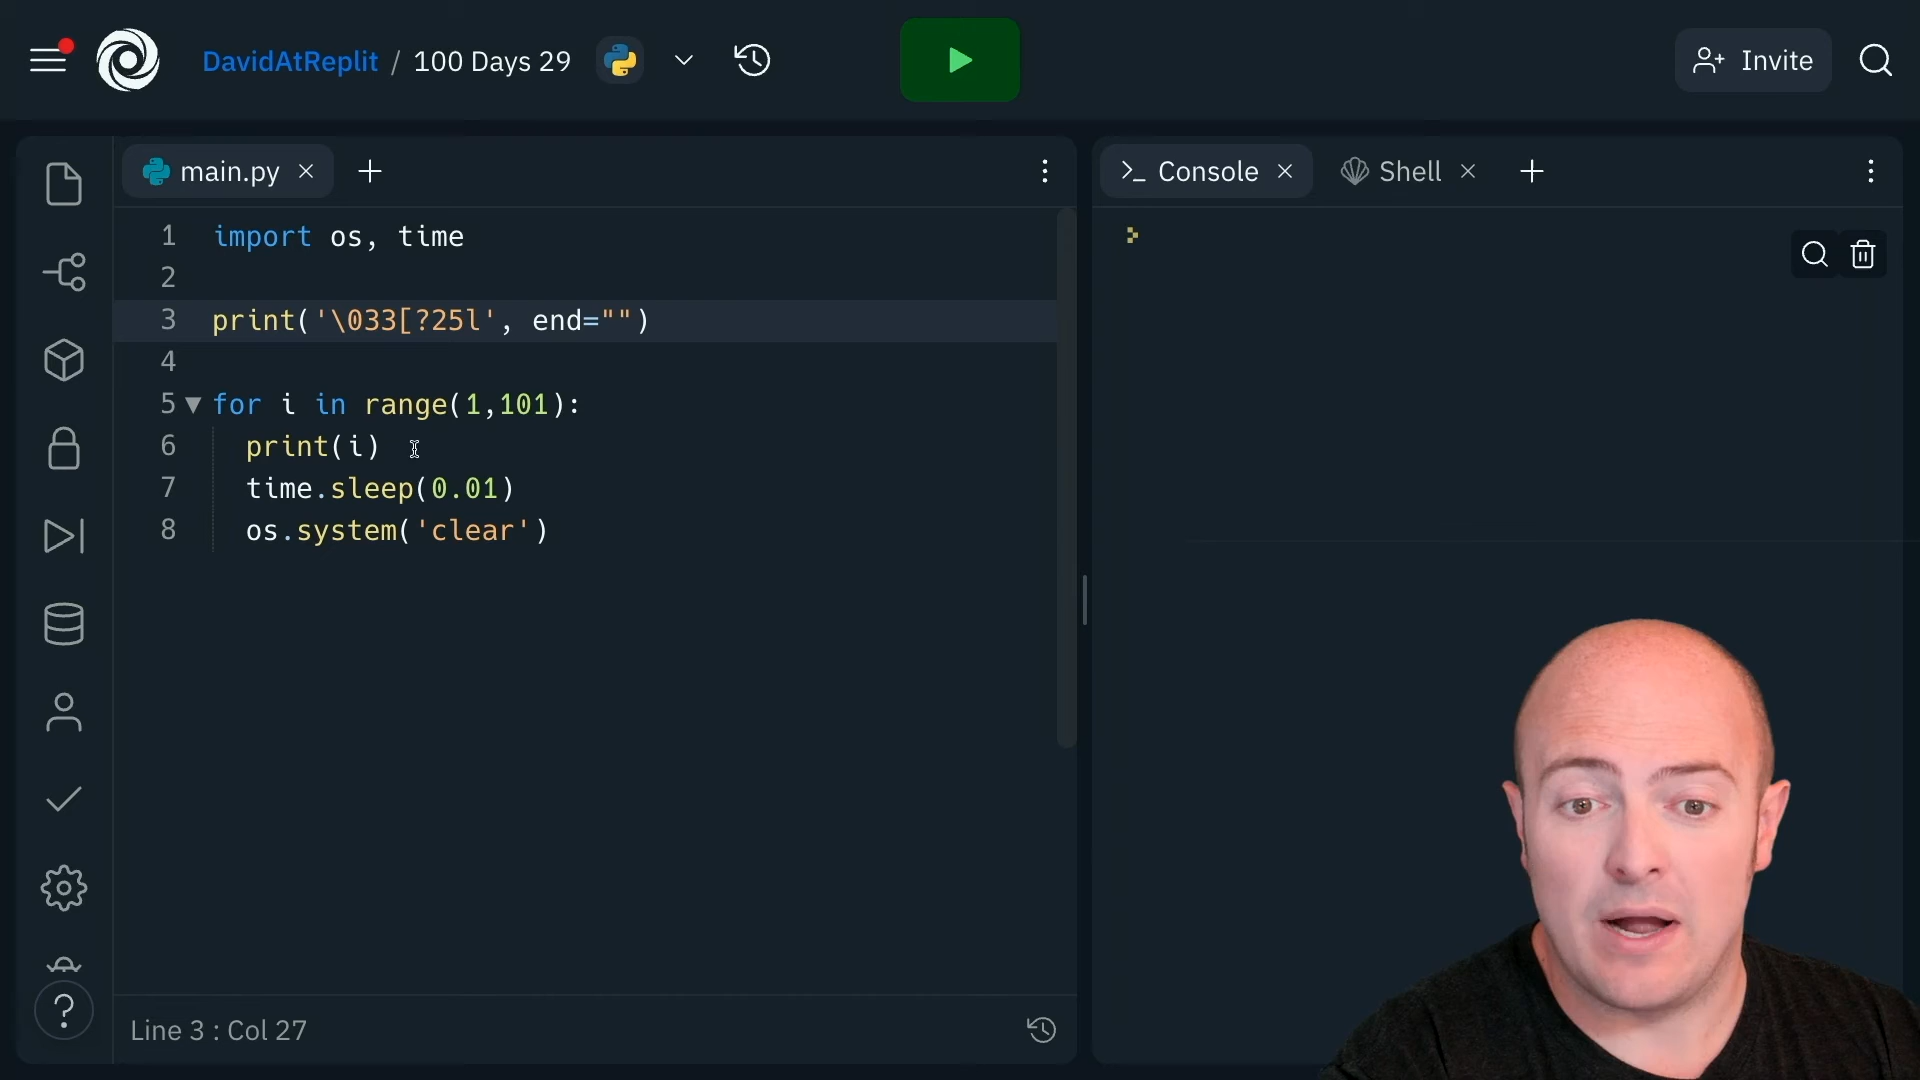 DavidAtReplit / 100 Days 29
Invite
main.py
Console
Shell
1 import os, time
2
3 print('\033[?25l', end="")
4
5 for i in range(1,101):
6 print(i)
7 time.sleep(0.01)
8 os.system('clear')
Line 3 : Col 27